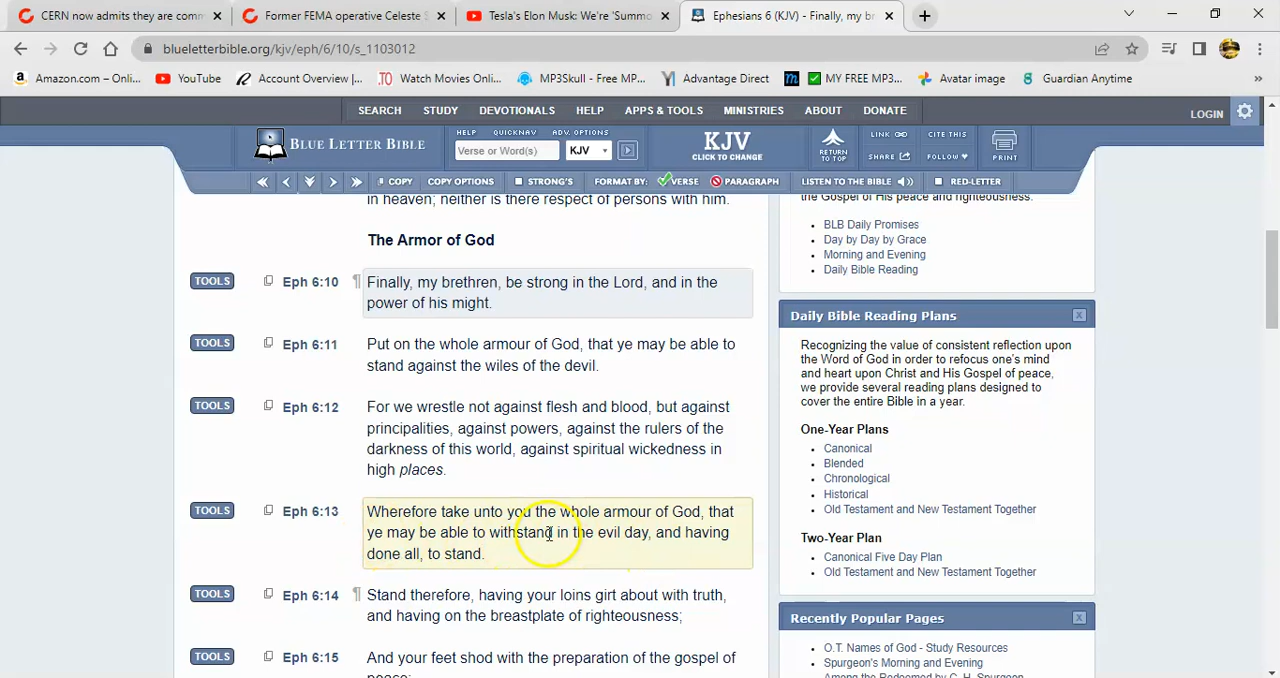 CERN now admits they are comm
Former FEMA operative Celeste S
Tesla's Elon Musk: We're 'Summo
Ephesians 6 (KJV) - Finally, my br
blueletterbible.org/kjv/eph/6/10/s_1103012
Amazon.com – Onli...
YouTube
Account Overview |...
TO Watch Movies Onl...
MP3Skull - Free MP...
Advantage Direct
MY FREE MP3...
Avatar image
Guardian Anytime
»
SEARCH
STUDY
DEVOTIONALS
HELP
APPS & TOOLS
MINISTRIES
ABOUT
DONATE
LOGIN
BLUE LETTER BIBLE
HELP
QUICKNAV
ADV. OPTIONS
Verse or Word(s)
KJV
KJV
CLICK TO CHANGE
RETURN
TO TOP
LINK
CITE THIS
SHARE
FOLLOW
PRINT
COPY
COPY OPTIONS
STRONG'S
FORMAT BY:
VERSE
PARAGRAPH
LISTEN TO THE BIBLE
RED-LETTER
in heaven; neither is there respect of persons with him.
The Armor of God
TOOLS
Eph 6:10
¶
Finally, my brethren, be strong in the Lord, and in the
power of his might.
TOOLS
Eph 6:11
Put on the whole armour of God, that ye may be able to
stand against the wiles of the devil.
TOOLS
Eph 6:12
For we wrestle not against flesh and blood, but against
principalities, against powers, against the rulers of the
darkness of this world, against spiritual wickedness in
high places.
TOOLS
Eph 6:13
Wherefore take unto you the whole armour of God, that
ye may be able to withstand in the evil day, and having
done all, to stand.
TOOLS
Eph 6:14
¶
Stand therefore, having your loins girt about with truth,
and having on the breastplate of righteousness;
TOOLS
Eph 6:15
And your feet shod with the preparation of the gospel of
peace;
the Gospel of His peace and righteousness.
BLB Daily Promises
Day by Day by Grace
Morning and Evening
Daily Bible Reading
Daily Bible Reading Plans
Recognizing the value of consistent reflection upon
the Word of God in order to refocus one's mind
and heart upon Christ and His Gospel of peace,
we provide several reading plans designed to
cover the entire Bible in a year.
One-Year Plans
Canonical
Blended
Chronological
Historical
Old Testament and New Testament Together
Two-Year Plan
Canonical Five Day Plan
Old Testament and New Testament Together
Recently Popular Pages
O.T. Names of God - Study Resources
Spurgeon's Morning and Evening
Among the Redeemed by C. H. Spurgeon